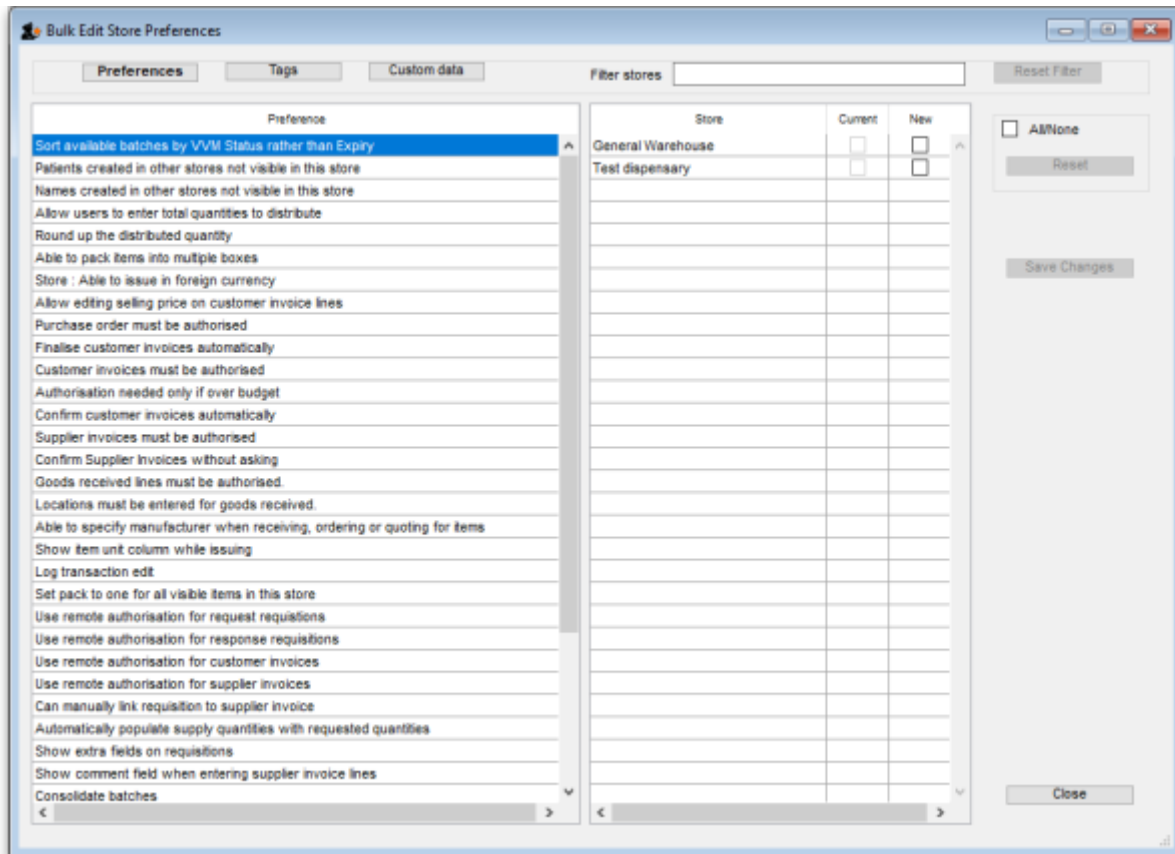 Bulk Edit Store Preferences
Preferences Tags Custom data Filter stores Reset Filter
Preference
Sort available batches by VVM Status rather than Expiry
Patients created in other stores not visible in this store
Names created in other stores not visible in this store
Allow users to enter total quantities to distribute
Round up the distributed quantity
Able to pack items into multiple boxes
Store : Able to issue in foreign currency
Allow editing selling price on customer invoice lines
Purchase order must be authorised
Finalise customer invoices automatically
Customer invoices must be authorised
Authorisation needed only if over budget
Confirm customer invoices automatically
Supplier invoices must be authorised
Confirm Supplier Invoices without asking
Goods received lines must be authorised.
Locations must be entered for goods received.
Able to specify manufacturer when receiving, ordering or quoting for items
Show item unit column while issuing
Log transaction edit
Set pack to one for all visible items in this store
Use remote authorisation for request requistions
Use remote authorisation for response requisitions
Use remote authorisation for customer invoices
Use remote authorisation for supplier invoices
Can manually link requisition to supplier invoice
Automatically populate supply quantities with requested quantities
Show extra fields on requisitions
Show comment field when entering supplier invoice lines
Consolidate batches
Store Current New
General Warehouse
Test dispensary
All/None
Reset
Save Changes
Close